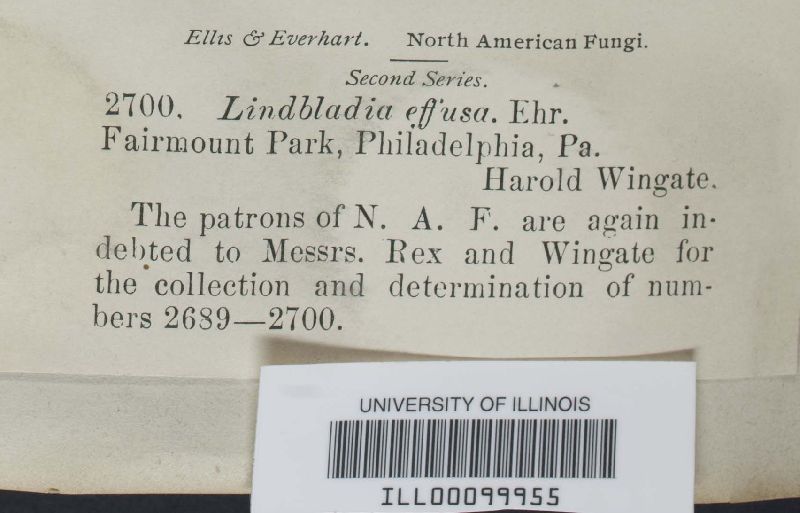 Ellis & Everhart. North American Fungi.
Second Series.
2700. Lindbladia effusa. Ehr.
Fairmount Park, Philadelphia, Pa.
Harold Wingate.
The patrons of N. A. F. are again in-
debted to Messrs. Rex and Wingate for
the collection and determination of num-
bers 2689—2700.
UNIVERSITY OF ILLINOIS
ILL00099955